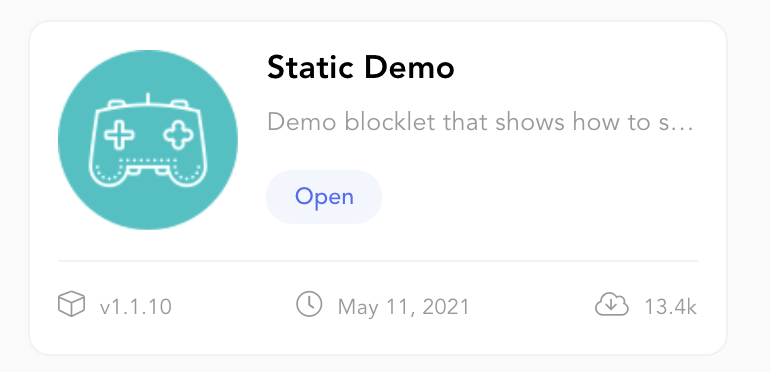 Static Demo
Demo blocklet that shows how to s...
Open
v1.1.10
May 11, 2021
13.4k